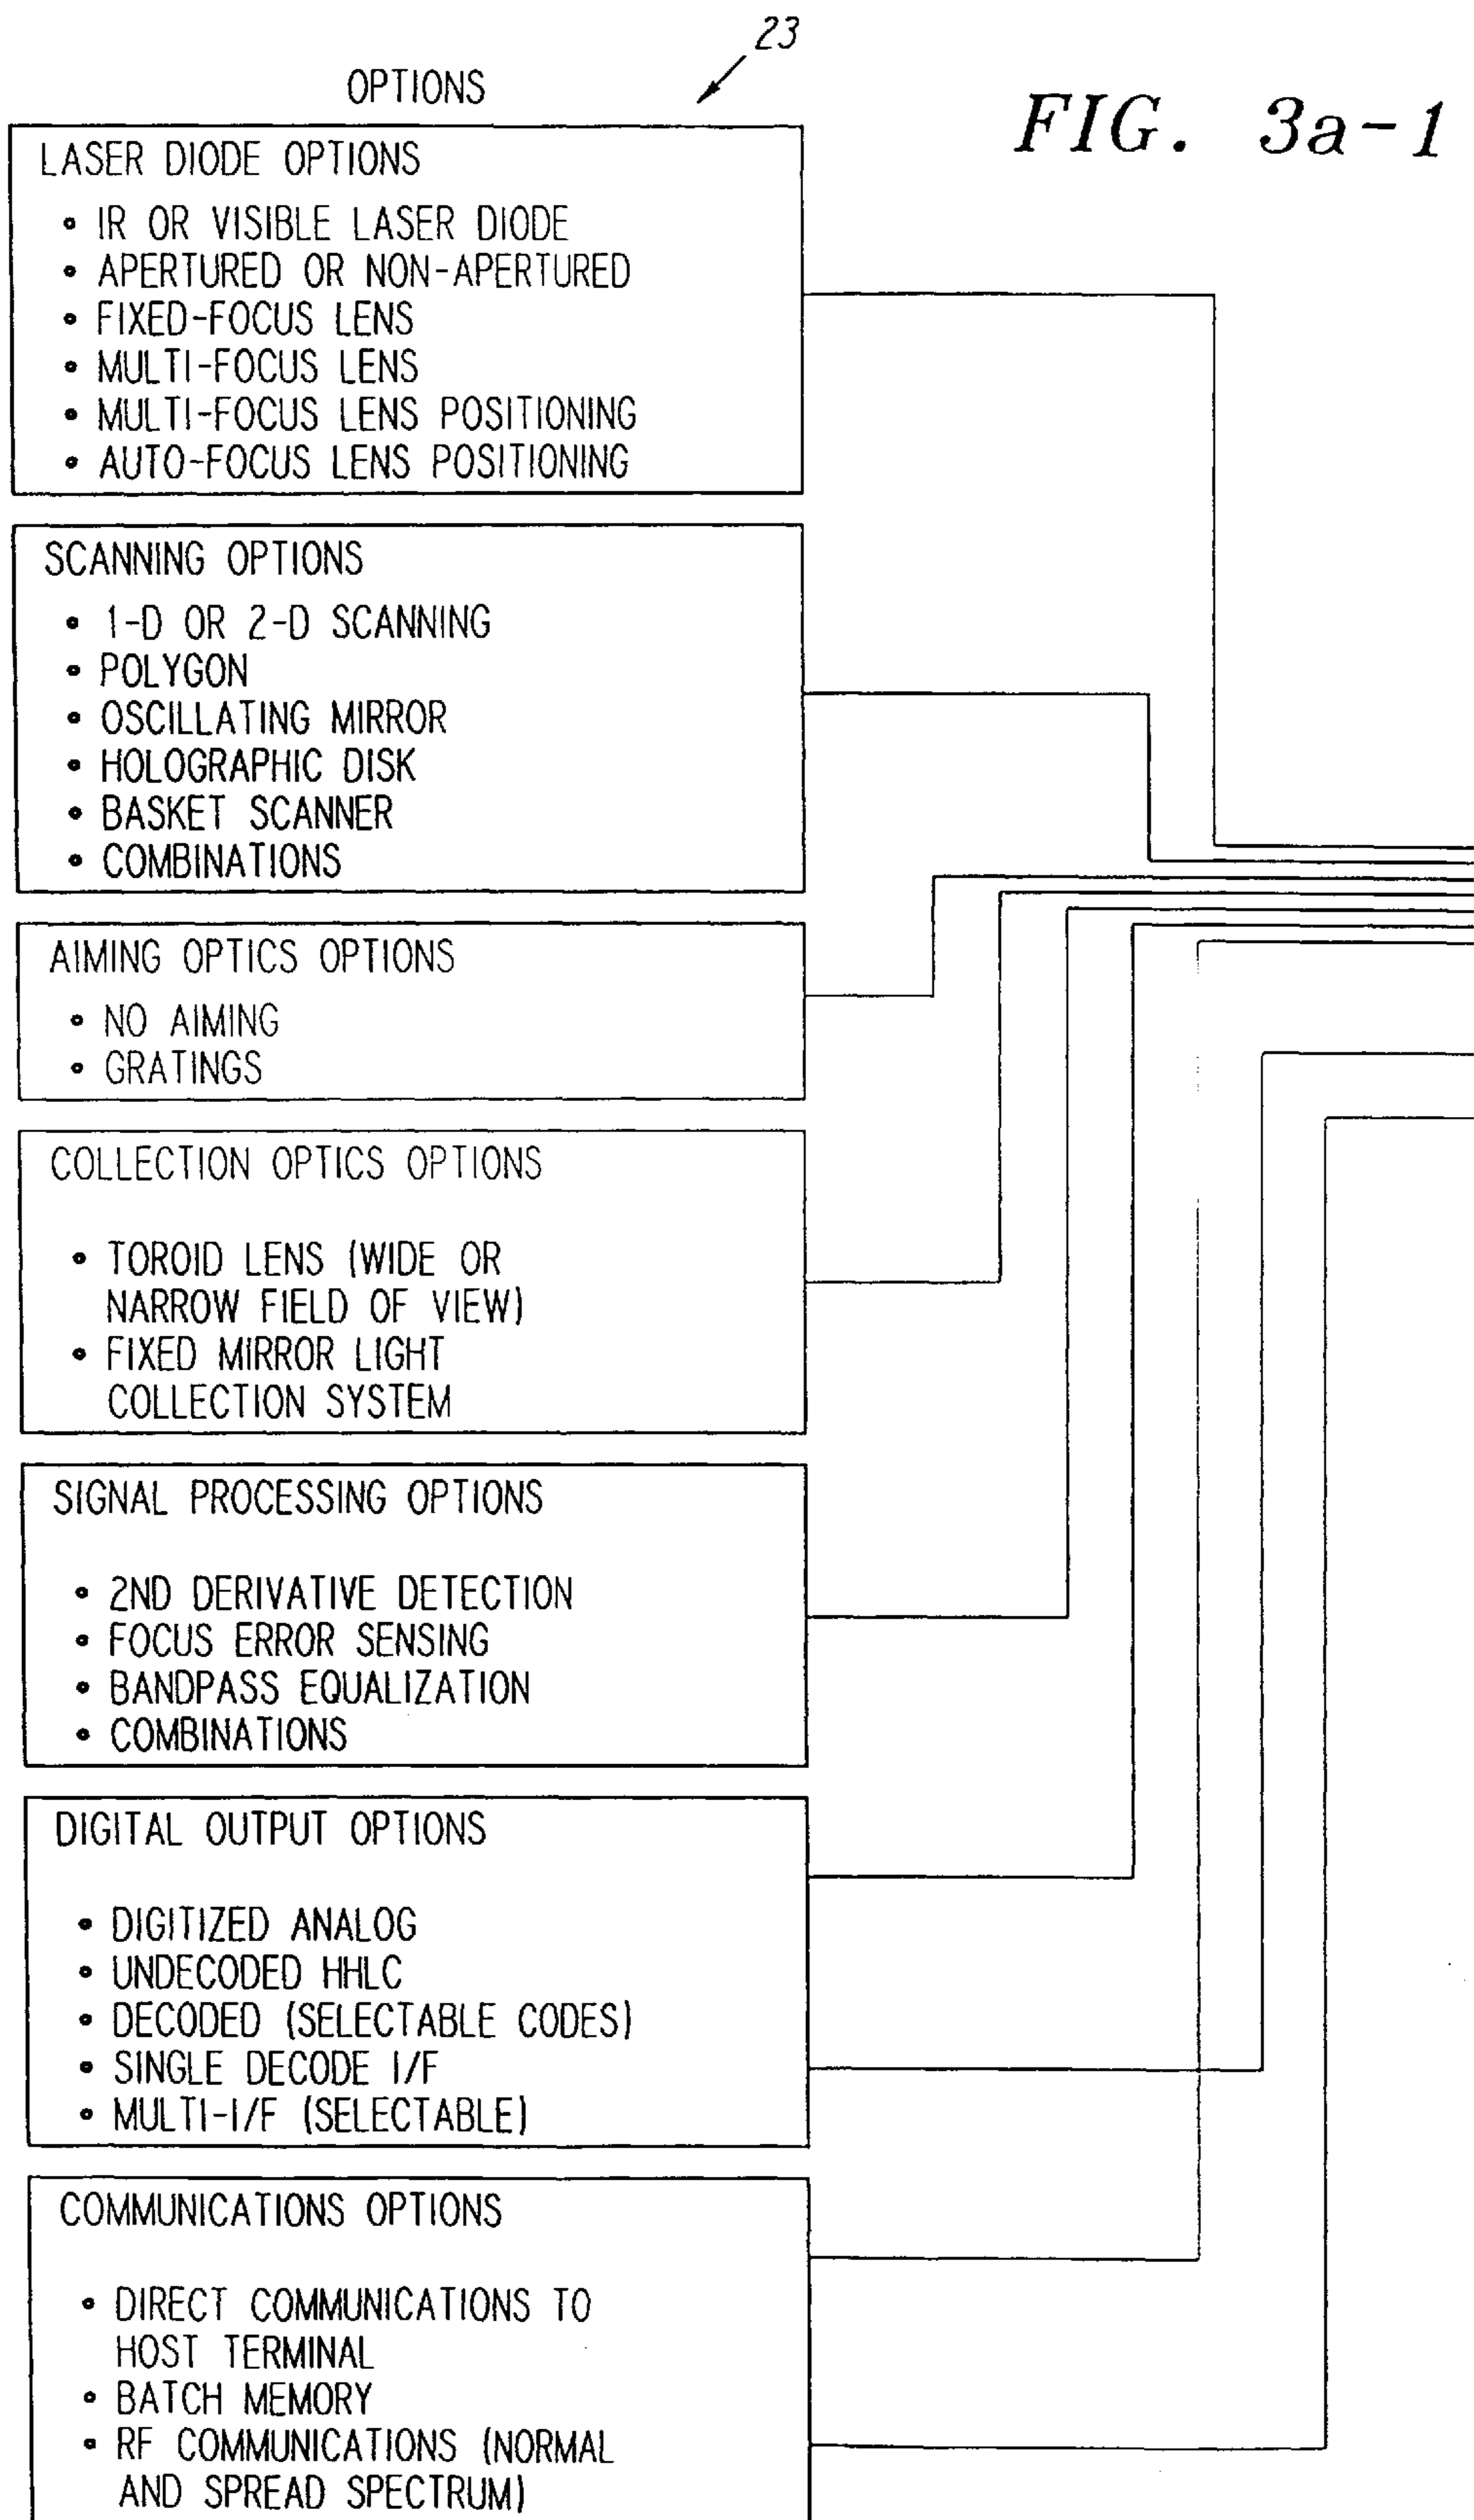 23
OPTIONS
FIG. 3a-1
LASER DIODE OPTIONS
• IR OR VISIBLE LASER DIODE
• APERTURED OR NON-APERTURED
• FIXED-FOCUS LENS
• MULTI-FOCUS LENS
• MULTI-FOCUS LENS POSITIONING
• AUTO-FOCUS LENS POSITIONING
SCANNING OPTIONS
• 1-D OR 2-D SCANNING
• POLYGON
• OSCILLATING MIRROR
• HOLOGRAPHIC DISK
• BASKET SCANNER
• COMBINATIONS
AIMING OPTICS OPTIONS
• NO AIMING
• GRATINGS
COLLECTION OPTICS OPTIONS
• TOROID LENS (WIDE OR
NARROW FIELD OF VIEW)
• FIXED MIRROR LIGHT
COLLECTION SYSTEM
SIGNAL PROCESSING OPTIONS
• 2ND DERIVATIVE DETECTION
• FOCUS ERROR SENSING
• BANDPASS EQUALIZATION
• COMBINATIONS
DIGITAL OUTPUT OPTIONS
• DIGITIZED ANALOG
• UNDECODED HHLC
• DECODED (SELECTABLE CODES)
• SINGLE DECODE I/F
• MULTI-I/F (SELECTABLE)
COMMUNICATIONS OPTIONS
• DIRECT COMMUNICATIONS TO
HOST TERMINAL
• BATCH MEMORY
• RF COMMUNICATIONS (NORMAL
AND SPREAD SPECTRUM)